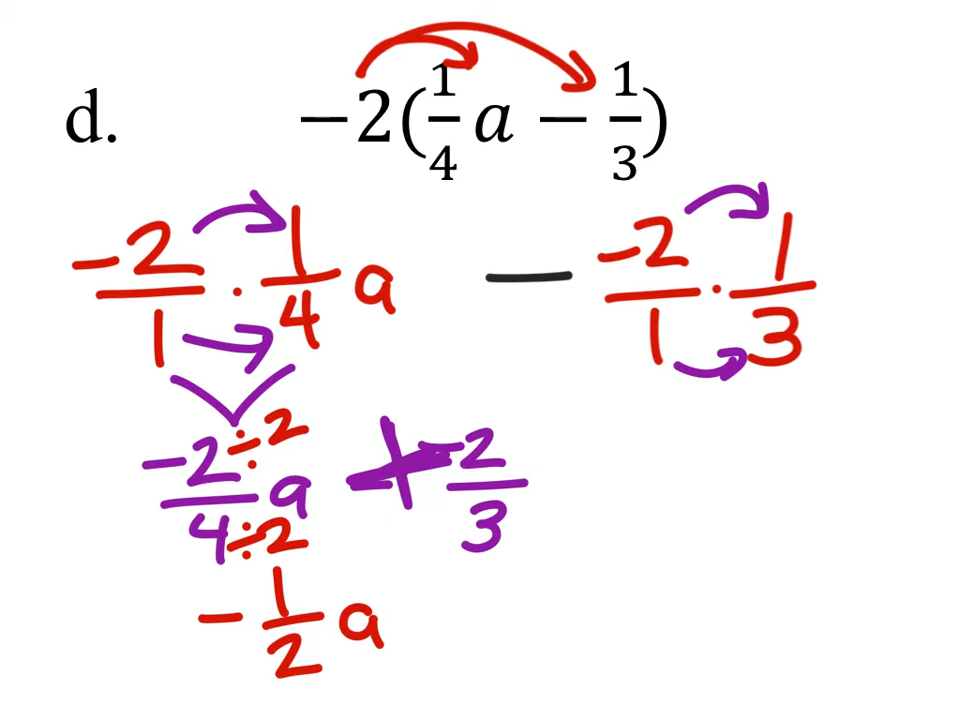 d. −2(1/4 a − 1/3)
-2/1 · 1/4 a − -2/1 · 1/3
-2÷2/4÷2 a + 2/3
- 1/2 a